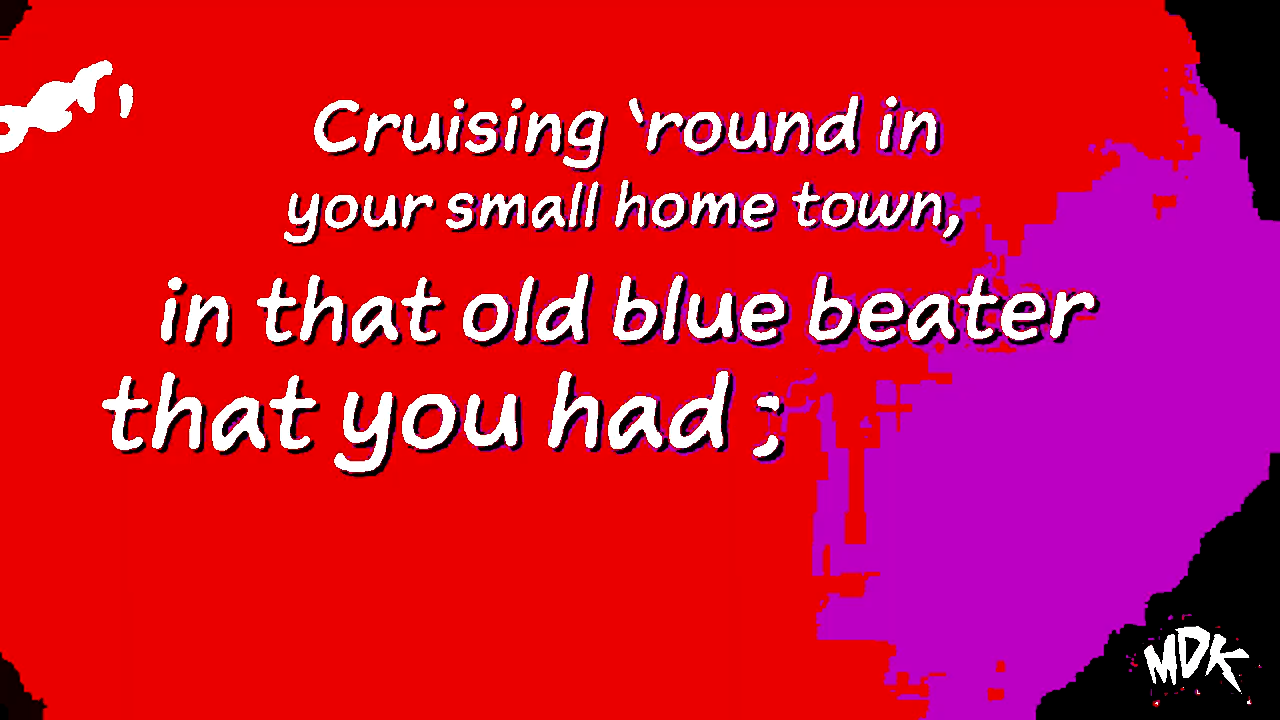 Cruising ‘round in
your small home town,
in that old blue beater
that you had ;
MDK